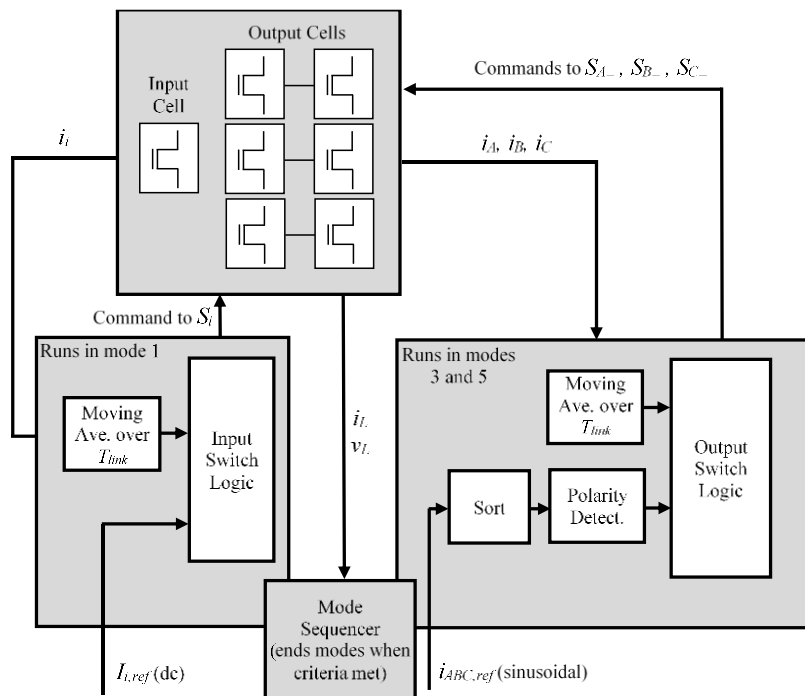 Output Cells
Input
Cell
Commands to S_A_ , S_B_ , S_C_
i_i
i_A, i_B, i_C
Command to S_i
Runs in mode 1
Moving
Ave. over
T_link
Input
Switch
Logic
i_L
v_L
Runs in modes
3 and 5
Moving
Ave. over
T_link
Output
Switch
Logic
Sort
Polarity
Detect.
Mode
Sequencer
(ends modes when
criteria met)
I_i,ref (dc)
i_ABC,ref (sinusoidal)